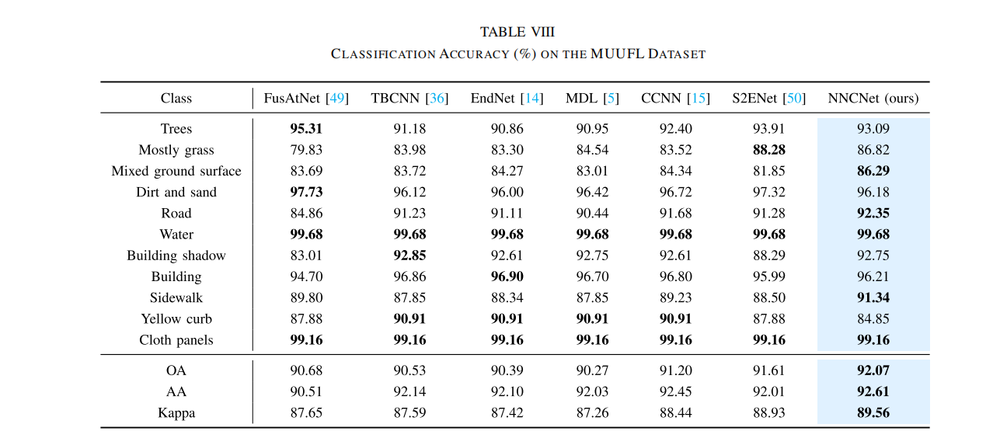 TABLE VIII
CLASSIFICATION ACCURACY (%) ON THE MUUFL DATASET
Class FusAtNet [49] TBCNN [36] EndNet [14] MDL [5] CCNN [15] S2ENet [50] NNCNet (ours)
Trees 95.31 91.18 90.86 90.95 92.40 93.91 93.09
Mostly grass 79.83 83.98 83.30 84.54 83.52 88.28 86.82
Mixed ground surface 83.69 83.72 84.27 83.01 84.34 81.85 86.29
Dirt and sand 97.73 96.12 96.00 96.42 96.72 97.32 96.18
Road 84.86 91.23 91.11 90.44 91.68 91.28 92.35
Water 99.68 99.68 99.68 99.68 99.68 99.68 99.68
Building shadow 83.01 92.85 92.61 92.75 92.61 88.29 92.75
Building 94.70 96.86 96.90 96.70 96.80 95.99 96.21
Sidewalk 89.80 87.85 88.34 87.85 89.23 88.50 91.34
Yellow curb 87.88 90.91 90.91 90.91 90.91 87.88 84.85
Cloth panels 99.16 99.16 99.16 99.16 99.16 99.16 99.16
OA 90.68 90.53 90.39 90.27 91.20 91.61 92.07
AA 90.51 92.14 92.10 92.03 92.45 92.01 92.61
Kappa 87.65 87.59 87.42 87.26 88.44 88.93 89.56